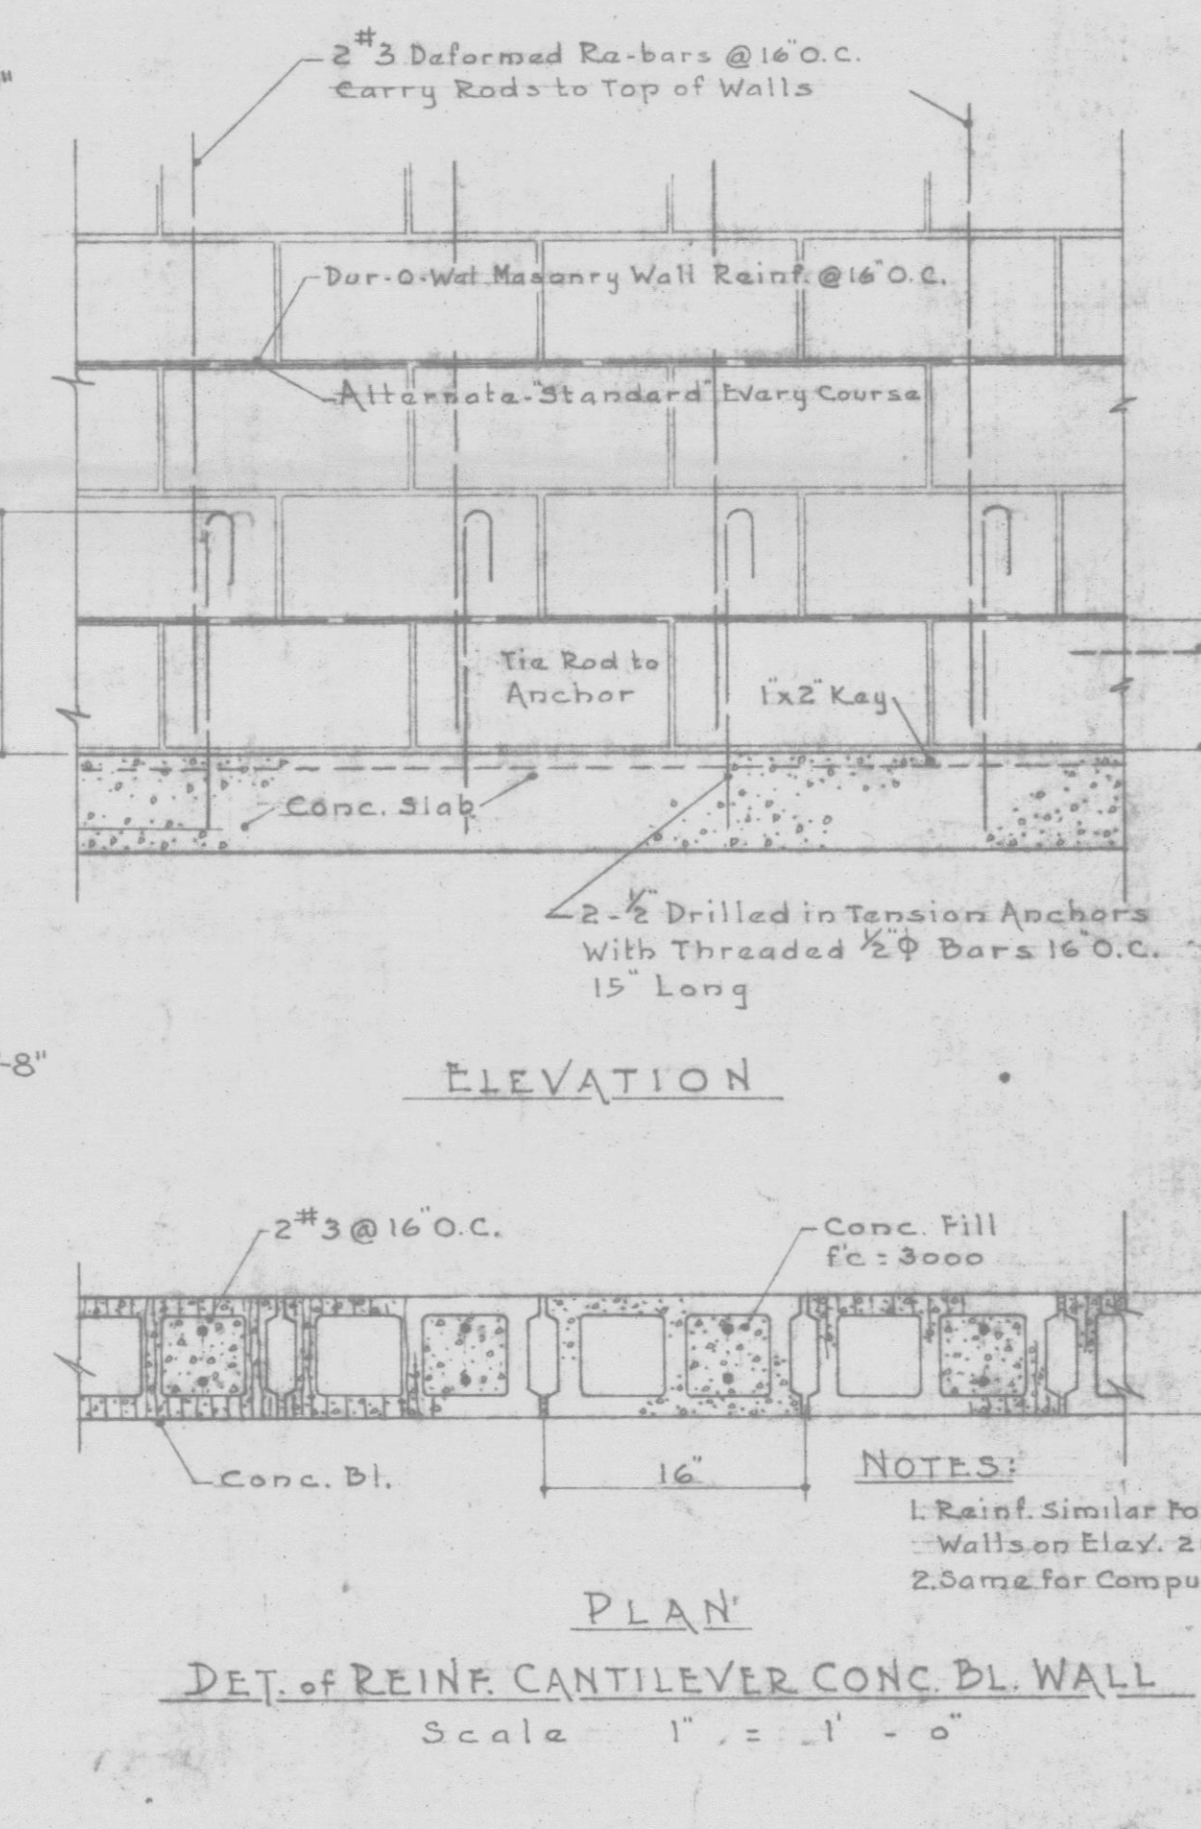 2 #3 Deformed Re-bars @ 16" O.C.
Carry Rods to Top of Walls
"
Dur-O-Wal Masonry Wall Reinf. @ 16" O.C.
Alternate-"Standard" Every Course
Tie Rod to
Anchor
1"x2" Key
Conc. Slab
2-1/2" Drilled in Tension Anchors
With Threaded 1/2"Φ Bars 16" O.C.
15" Long
-8"
ELEVATION
2 #3 @ 16" O.C.
Conc. Fill
f'c = 3000
Conc. Bl.
16"
NOTES:
1. Reinf. Similar Fo
Walls on Elev. 2
2. Same for Compu
PLAN
DET. of REINF. CANTILEVER CONC. BL. WALL
Scale 1" = 1' - 0"